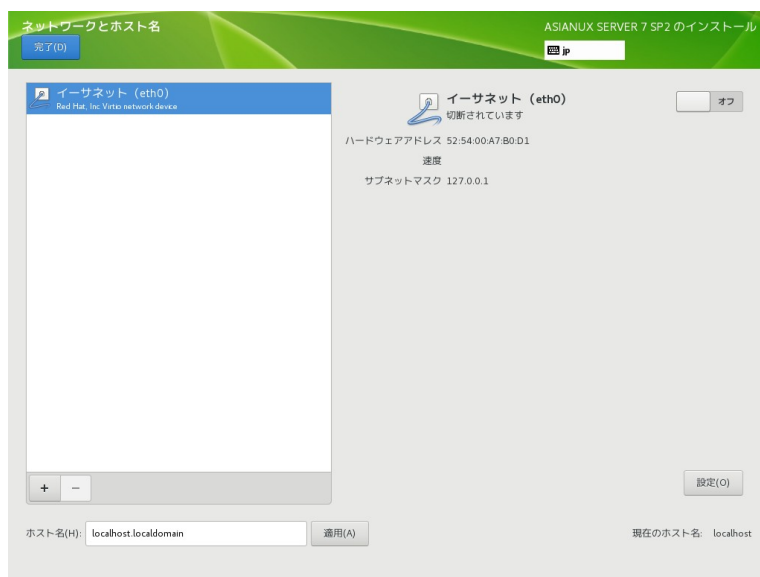 ネットワークとホスト名
ASIANUX SERVER 7 SP2 のインストール
完了(D)
jp
イーサネット (eth0)
Red Hat, Inc Virtio network device
イーサネット (eth0)
切断されています
オフ
ハードウェアアドレス 52:54:00:A7:B0:D1
速度
サブネットマスク 127.0.0.1
+ −
設定(O)
ホスト名(H): localhost.localdomain 適用(A) 現在のホスト名: localhost